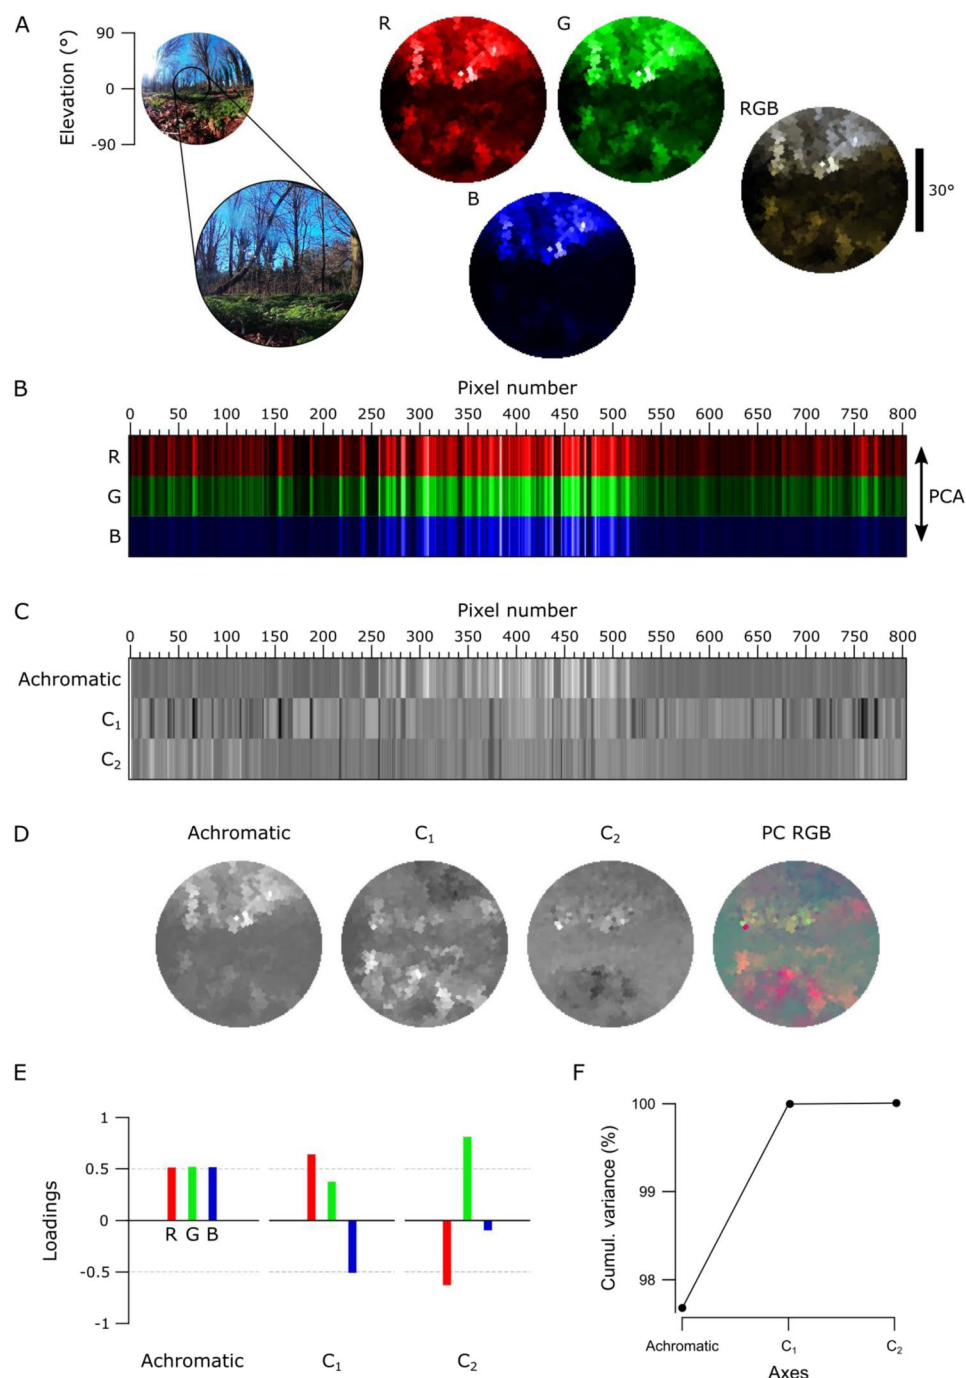 A
Elevation (°)
90
0
-90
R
G
B
RGB
30°
B
Pixel number
0 50 100 150 200 250 300 350 400 450 500 550 600 650 700 750 800
R
G
B
PCA
C
Pixel number
0 50 100 150 200 250 300 350 400 450 500 550 600 650 700 750 800
Achromatic
C₁
C₂
D
Achromatic C₁ C₂ PC RGB
E
Loadings
1
0.5
0
-0.5
-1
R G B
Achromatic C₁ C₂
F
Cumul. variance (%)
100
99
98
Achromatic C₁ C₂
Axes